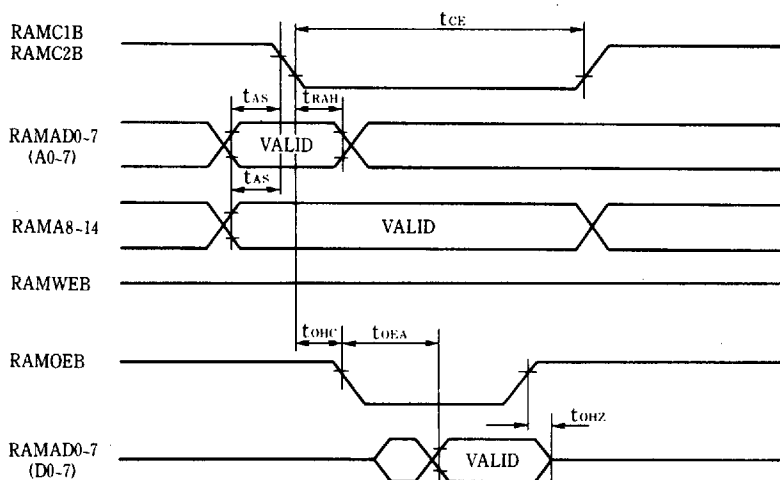 tCE
RAMC1B
RAMC2B
tAS
tRAH
RAMAD0~7
(A0~7)
VALID
tAS
RAMA8~14
VALID
RAMWEB
tOHC
tOEA
RAMOEB
tOHZ
RAMAD0~7
(D0~7)
VALID